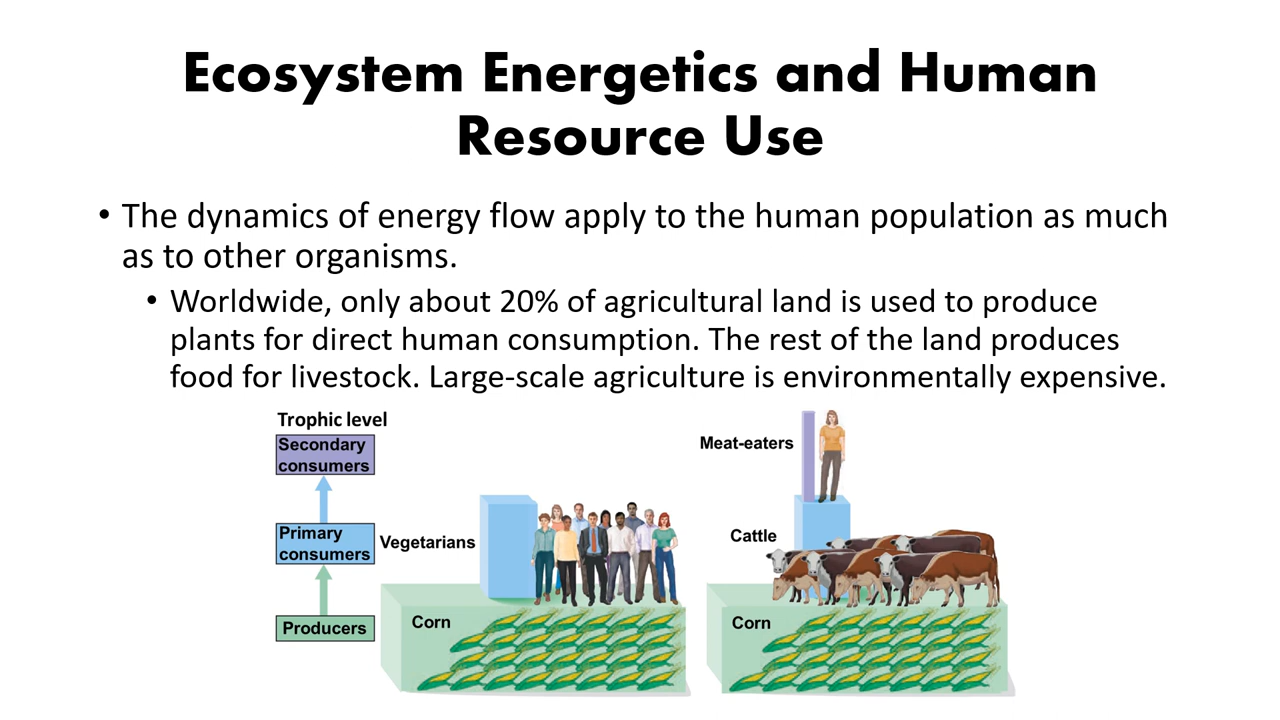 Ecosystem Energetics and Human
Resource Use
• The dynamics of energy flow apply to the human population as much
as to other organisms.
• Worldwide, only about 20% of agricultural land is used to produce
plants for direct human consumption. The rest of the land produces
food for livestock. Large-scale agriculture is environmentally expensive.
Trophic level
Secondary
consumers
Primary
consumers
Producers
Vegetarians
Corn
Meat-eaters
Cattle
Corn